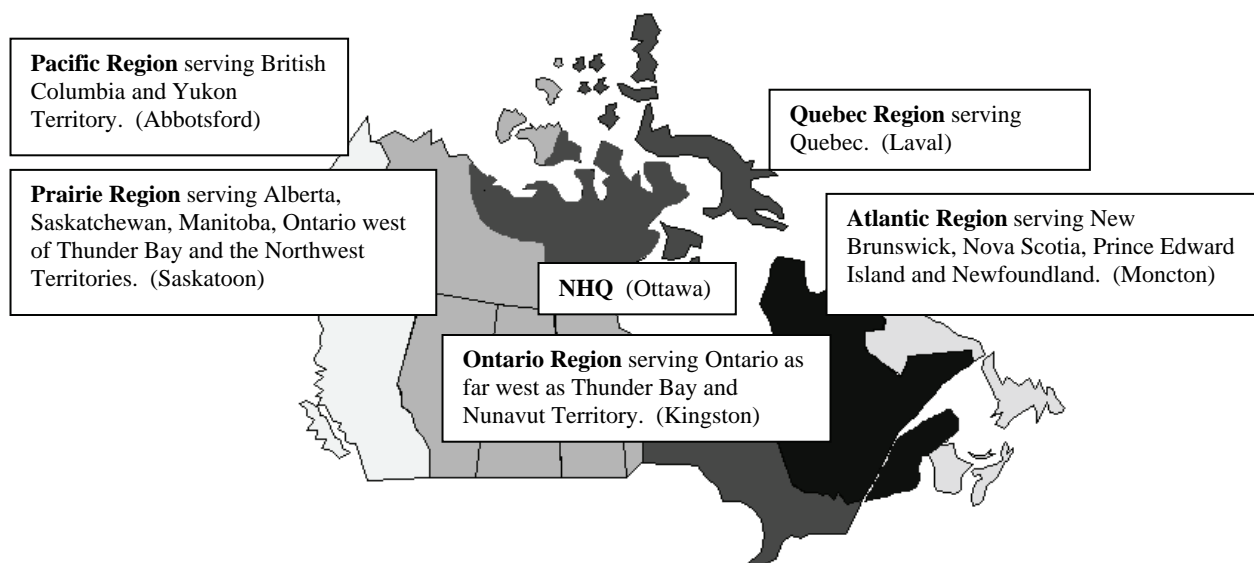 Pacific Region serving British
Columbia and Yukon
Territory. (Abbotsford)
Quebec Region serving
Quebec. (Laval)
Prairie Region serving Alberta,
Saskatchewan, Manitoba, Ontario west
of Thunder Bay and the Northwest
Territories. (Saskatoon)
Atlantic Region serving New
Brunswick, Nova Scotia, Prince Edward
Island and Newfoundland. (Moncton)
NHQ (Ottawa)
Ontario Region serving Ontario as
far west as Thunder Bay and
Nunavut Territory. (Kingston)